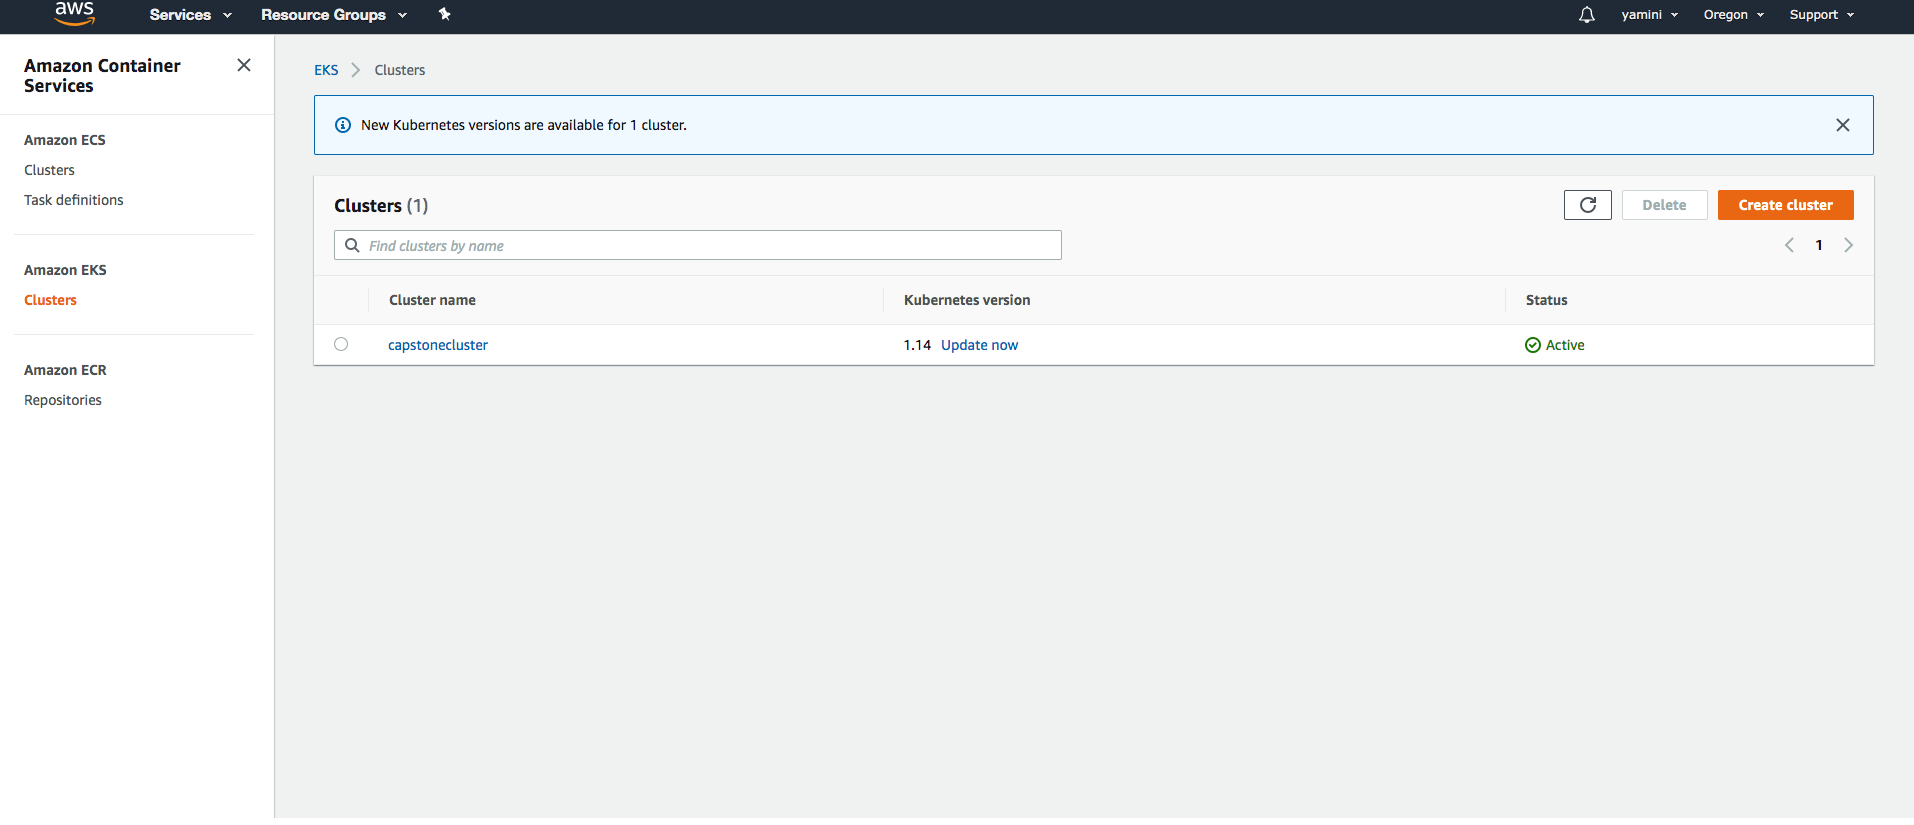 aws Services Resource Groups yamini Oregon Support
Amazon Container
Services
Amazon ECS
Clusters
Task definitions
Amazon EKS
Clusters
Amazon ECR
Repositories
EKS Clusters
New Kubernetes versions are available for 1 cluster.
Clusters (1) Delete Create cluster
Find clusters by name 1
Cluster name Kubernetes version Status
capstonecluster 1.14 Update now Active